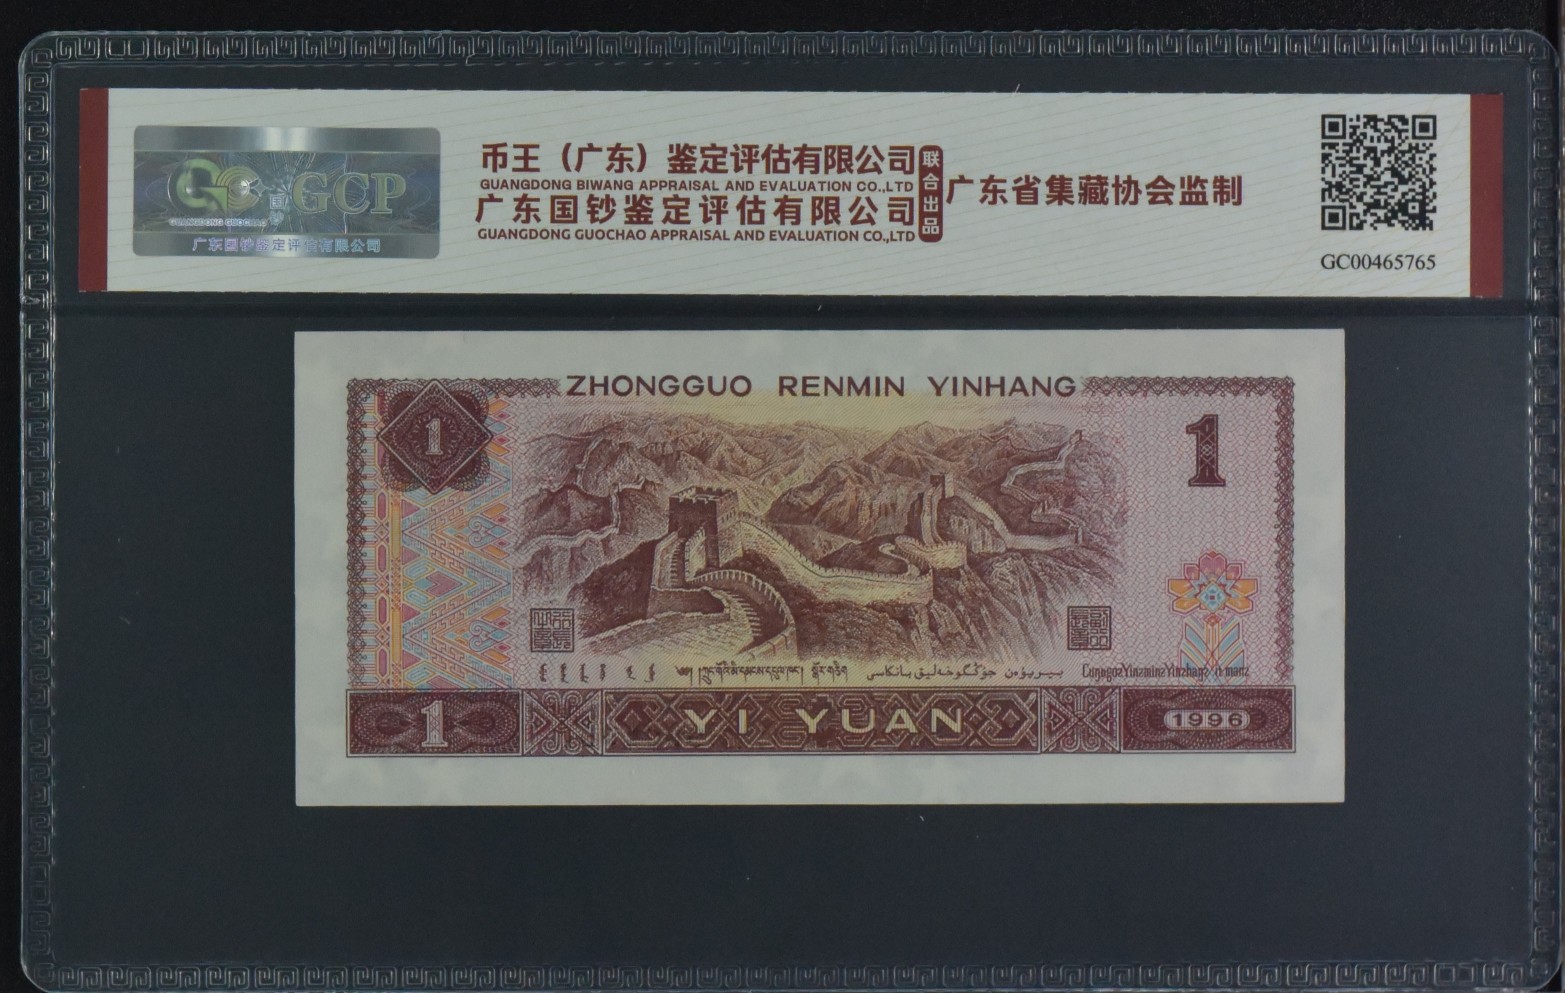 GCP
GUANGDONG GUOCHAO
广东国钞鉴定评估有限公司
币王（广东）鉴定评估有限公司
GUANGDONG BIWANG APPRAISAL AND EVALUATION CO.,LTD
广东国钞鉴定评估有限公司
GUANGDONG GUOCHAO APPRAISAL AND EVALUATION CO.,LTD
联合出品
广东省集藏协会监制
GC00465765
ZHONGGUO RENMIN YINHANG
1
1
1
YI YUAN
1996